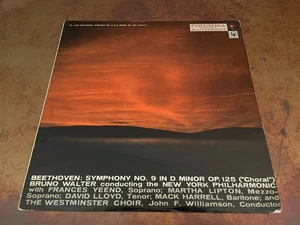 COLUMBIA
BEETHOVEN: SYMPHONY NO. 9 IN D MINOR OP. 125 ("Choral")
BRUNO WALTER conducting the NEW YORK PHILHARMONIC
with FRANCES YEEND, Soprano; MARTHA LIPTON, Mezzo-
Soprano; DAVID LLOYD, Tenor; MACK HARRELL, Baritone; and
THE WESTMINSTER CHOIR, John F. Williamson, Conductor